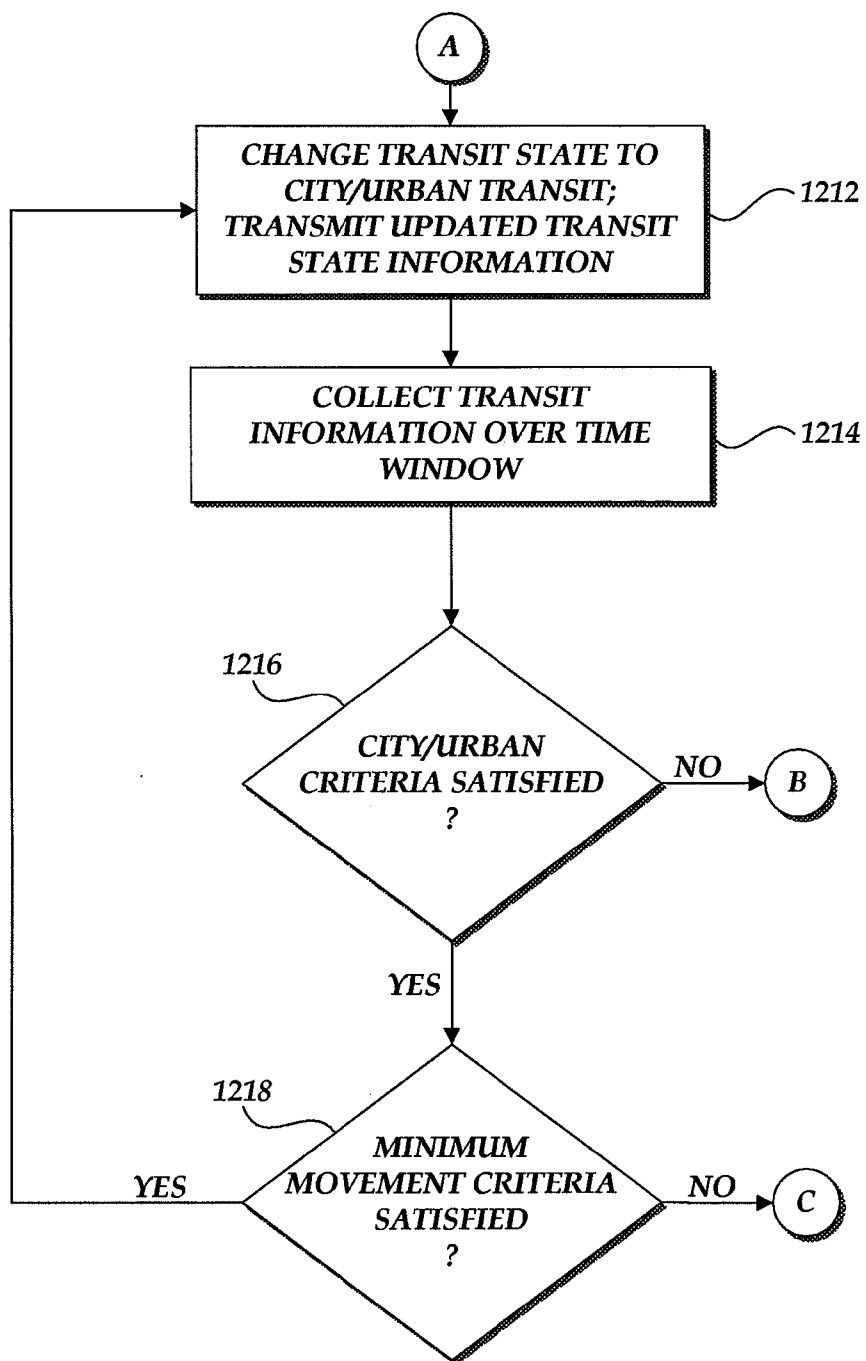 A
CHANGE TRANSIT STATE TO
CITY/URBAN TRANSIT;
TRANSMIT UPDATED TRANSIT
STATE INFORMATION
1212
COLLECT TRANSIT
INFORMATION OVER TIME
WINDOW
1214
1216
CITY/URBAN
CRITERIA SATISFIED
?
NO
B
YES
1218
MINIMUM
MOVEMENT CRITERIA
SATISFIED
?
YES
NO
C